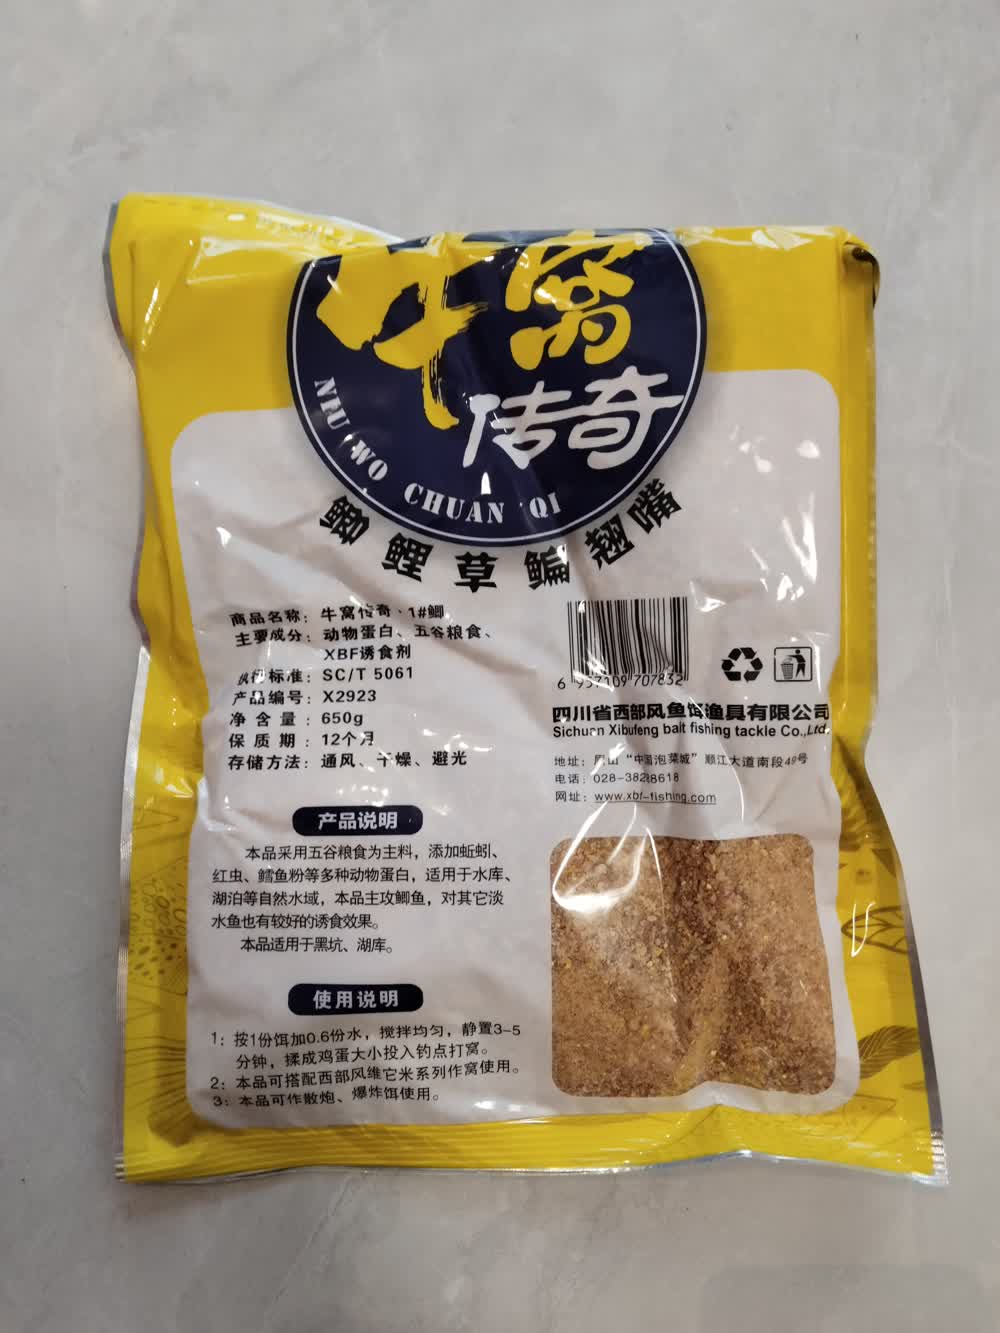 牛窝
传奇
NIU WO CHUAN QI
鲫鲤草鳊翘嘴
商品名称：牛窝传奇·1#鲫
主要成分：动物蛋白、五谷粮食、
XBF诱食剂
执行标准：SC/T 5061
产品编号：X2923
净含量：650g
保质期：12个月
存储方法：通风、干燥、避光
6 937109 707832
四川省西部风鱼饵渔具有限公司
Sichuan Xibufeng bait fishing tackle Co.,Ltd.
地址：眉山“中国泡菜城”顺江大道南段49号
电话：028-38288618
网址：www.xbf-fishing.com
产品说明
本品采用五谷粮食为主料，添加蚯蚓、
红虫、鳕鱼粉等多种动物蛋白，适用于水库、
湖泊等自然水域，本品主攻鲫鱼，对其它淡
水鱼也有较好的诱食效果。
本品适用于黑坑、湖库。
使用说明
1：按1份饵加0.6份水，搅拌均匀，静置3-5
分钟，揉成鸡蛋大小投入钓点打窝。
2：本品可搭配西部风维它米系列作窝使用。
3：本品可作散炮、爆炸饵使用。